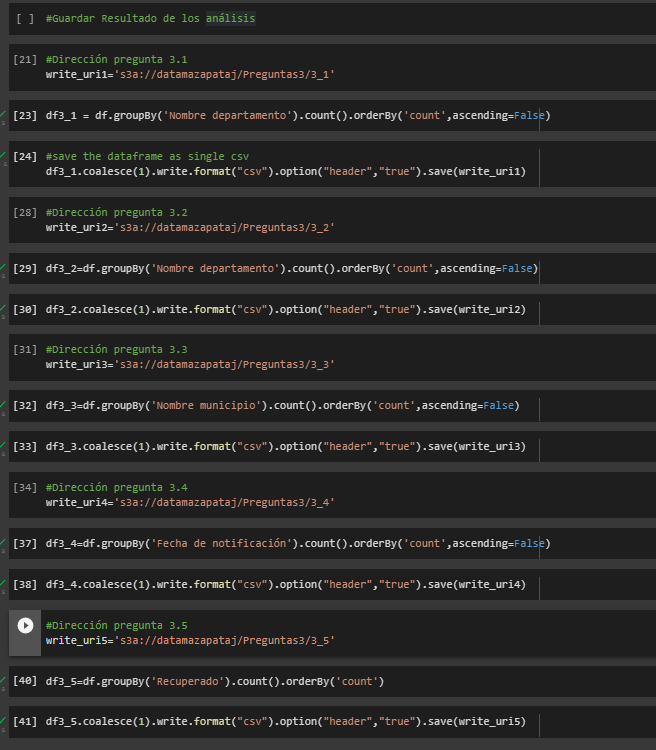 [ ] #Guardar Resultado de los análisis
[21] #Dirección pregunta 3.1
write_uri1='s3a://datamazapataj/Preguntas3/3_1'
[23] df3_1 = df.groupBy('Nombre departamento').count().orderBy('count',ascending=False)
[24] #save the dataframe as single csv
df3_1.coalesce(1).write.format("csv").option("header","true").save(write_uri1)
[28] #Dirección pregunta 3.2
write_uri2='s3a://datamazapataj/Preguntas3/3_2'
[29] df3_2=df.groupBy('Nombre departamento').count().orderBy('count',ascending=False)
[30] df3_2.coalesce(1).write.format("csv").option("header","true").save(write_uri2)
[31] #Dirección pregunta 3.3
write_uri3='s3a://datamazapataj/Preguntas3/3_3'
[32] df3_3=df.groupBy('Nombre municipio').count().orderBy('count',ascending=False)
[33] df3_3.coalesce(1).write.format("csv").option("header","true").save(write_uri3)
[34] #Dirección pregunta 3.4
write_uri4='s3a://datamazapataj/Preguntas3/3_4'
[37] df3_4=df.groupBy('Fecha de notificación').count().orderBy('count',ascending=False)
[38] df3_4.coalesce(1).write.format("csv").option("header","true").save(write_uri4)
#Dirección pregunta 3.5
write_uri5='s3a://datamazapataj/Preguntas3/3_5'
[40] df3_5=df.groupBy('Recuperado').count().orderBy('count')
[41] df3_5.coalesce(1).write.format("csv").option("header","true").save(write_uri5)